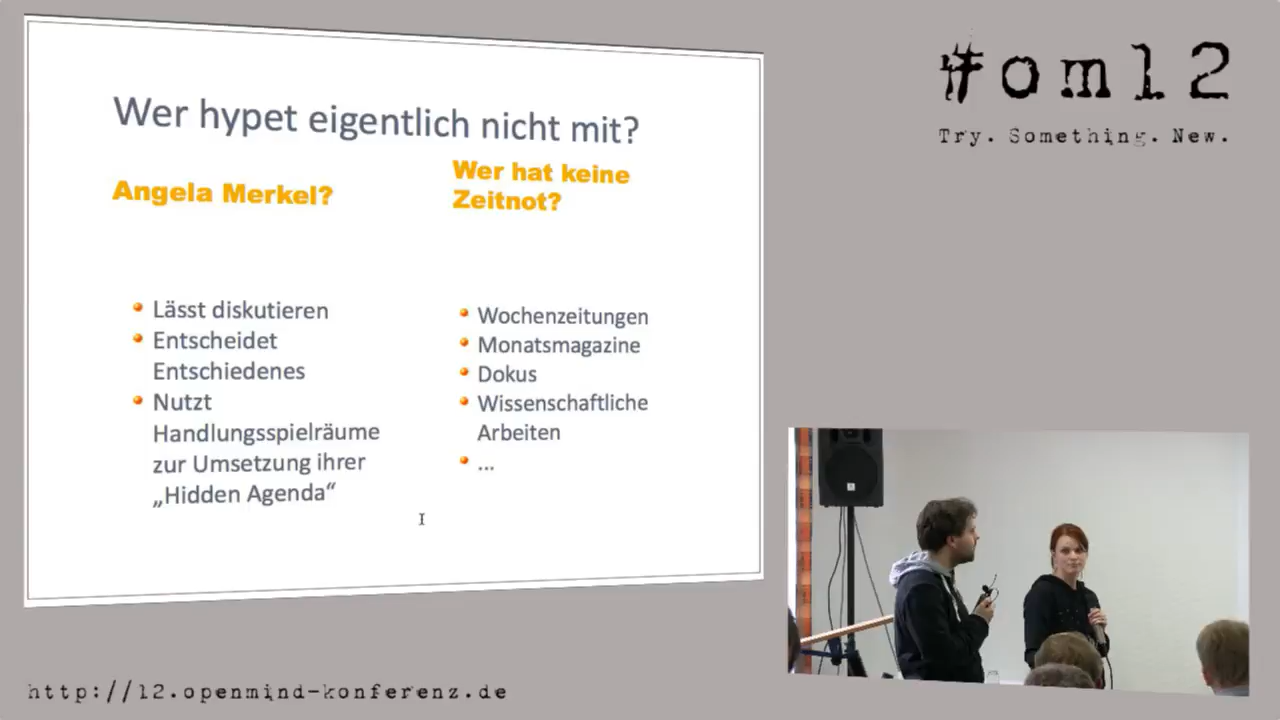 Wer hypet eigentlich nicht mit?
Angela Merkel?
Lässt diskutieren
Entscheidet
Entschiedenes
Nutzt
Handlungsspielräume
zur Umsetzung ihrer
„Hidden Agenda“
Wer hat keine
Zeitnot?
Wochenzeitungen
Monatsmagazine
Dokus
Wissenschaftliche
Arbeiten
...
#om12
Try. Something. New.
http://12.openmind-konferenz.de